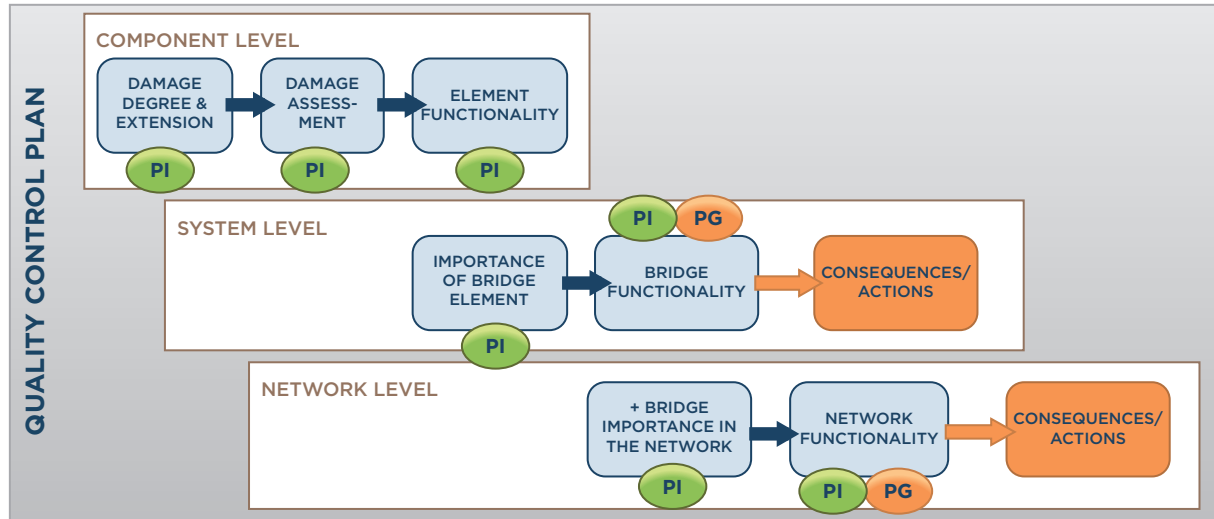 QUALITY CONTROL PLAN
COMPONENT LEVEL
DAMAGE
DEGREE &
EXTENSION
PI
DAMAGE
ASSESS-
MENT
PI
ELEMENT
FUNCTIONALITY
PI
SYSTEM LEVEL
IMPORTANCE
OF BRIDGE
ELEMENT
PI
PI
PG
BRIDGE
FUNCTIONALITY
CONSEQUENCES/
ACTIONS
NETWORK LEVEL
+ BRIDGE
IMPORTANCE IN
THE NETWORK
PI
NETWORK
FUNCTIONALITY
PI
PG
CONSEQUENCES/
ACTIONS